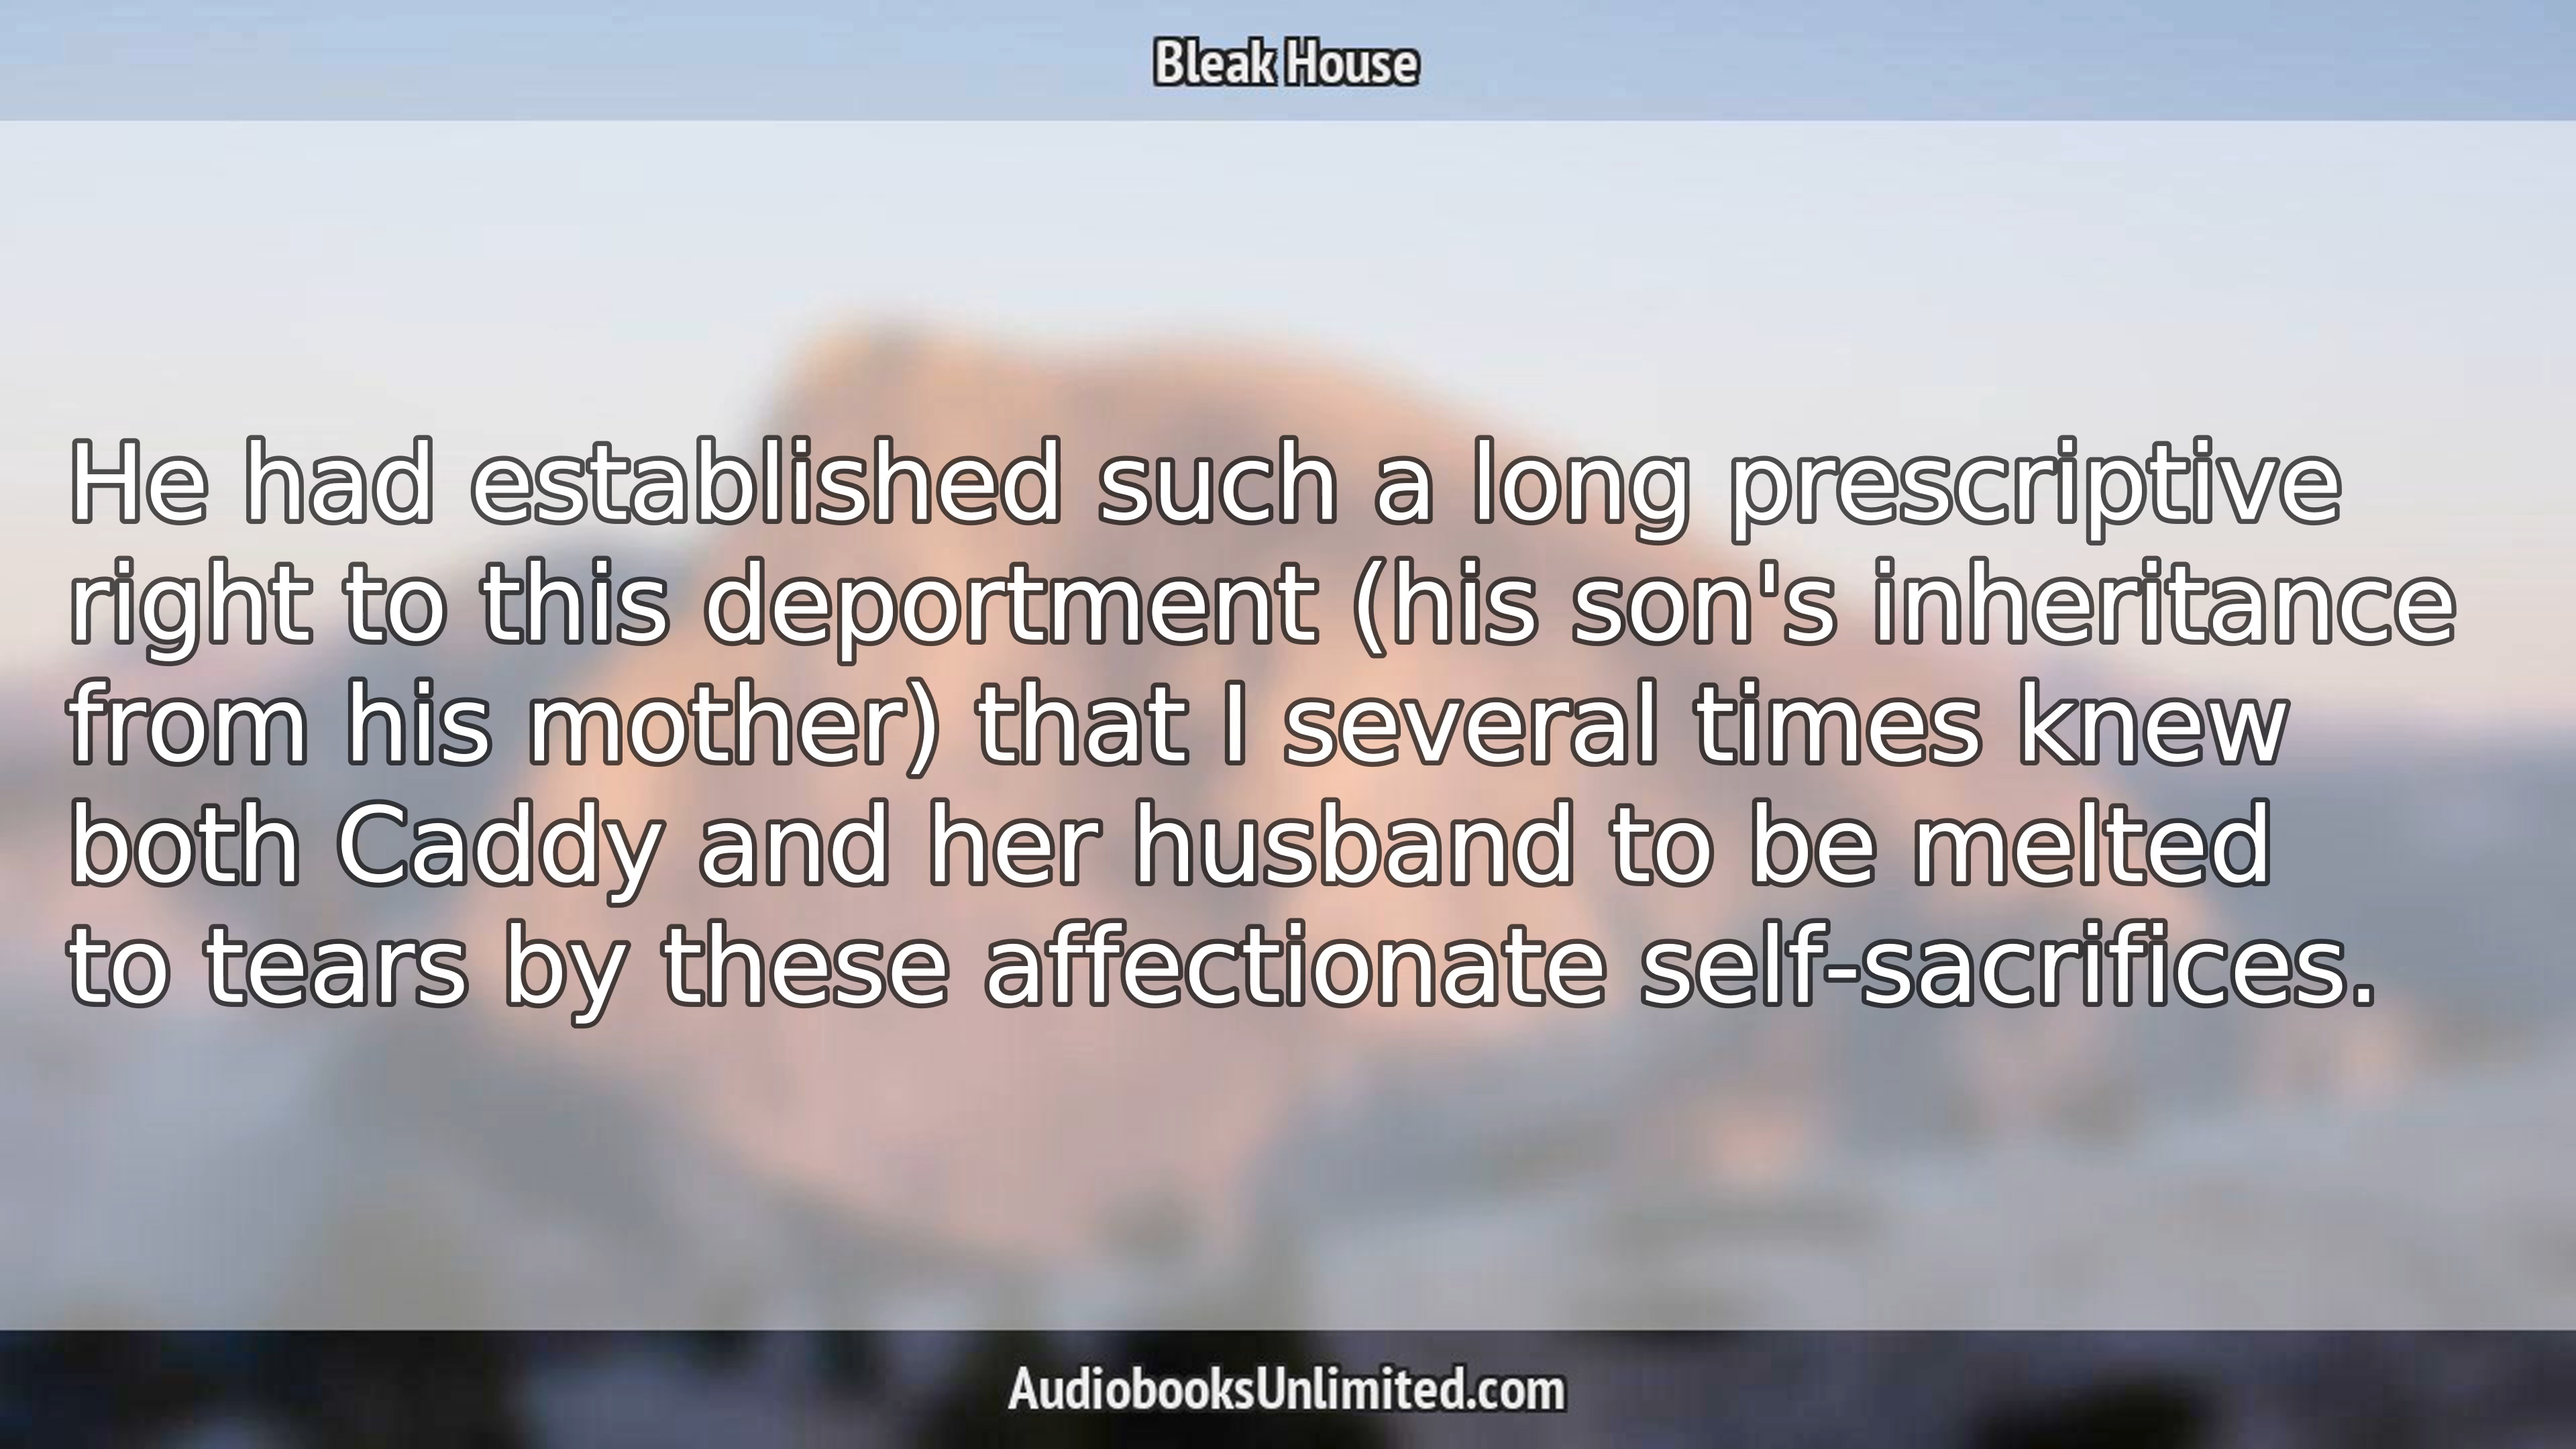 Bleak House
He had established such a long prescriptive
right to this deportment (his son's inheritance
from his mother) that I several times knew
both Caddy and her husband to be melted
to tears by these affectionate self-sacrifices.
AudiobooksUnlimited.com